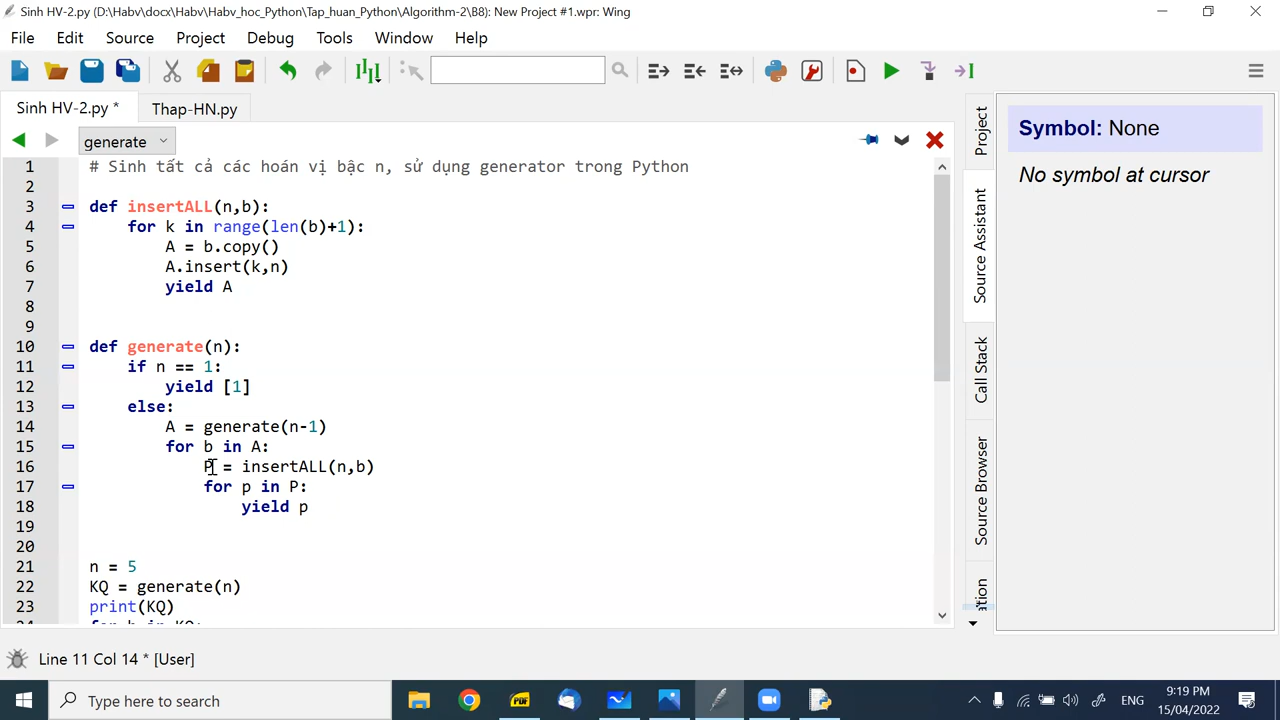 Sinh HV-2.py (D:\Habv\docx\Habv\Habv_hoc_Python\Tap_huan_Python\Algorithm-2\B8): New Project #1.wpr: Wing
File Edit Source Project Debug Tools Window Help
Sinh HV-2.py * Thap-HN.py
generate
1 # Sinh tất cả các hoán vị bậc n, sử dụng generator trong Python
2
3 def insertALL(n,b):
4 for k in range(len(b)+1):
5 A = b.copy()
6 A.insert(k,n)
7 yield A
8
9
10 def generate(n):
11 if n == 1:
12 yield [1]
13 else:
14 A = generate(n-1)
15 for b in A:
16 P = insertALL(n,b)
17 for p in P:
18 yield p
19
20
21 n = 5
22 KQ = generate(n)
23 print(KQ)
Project
Source Assistant
Call Stack
Source Browser
Symbol: None
No symbol at cursor
Line 11 Col 14 * [User]
Type here to search
PDF
ENG
9:19 PM
15/04/2022